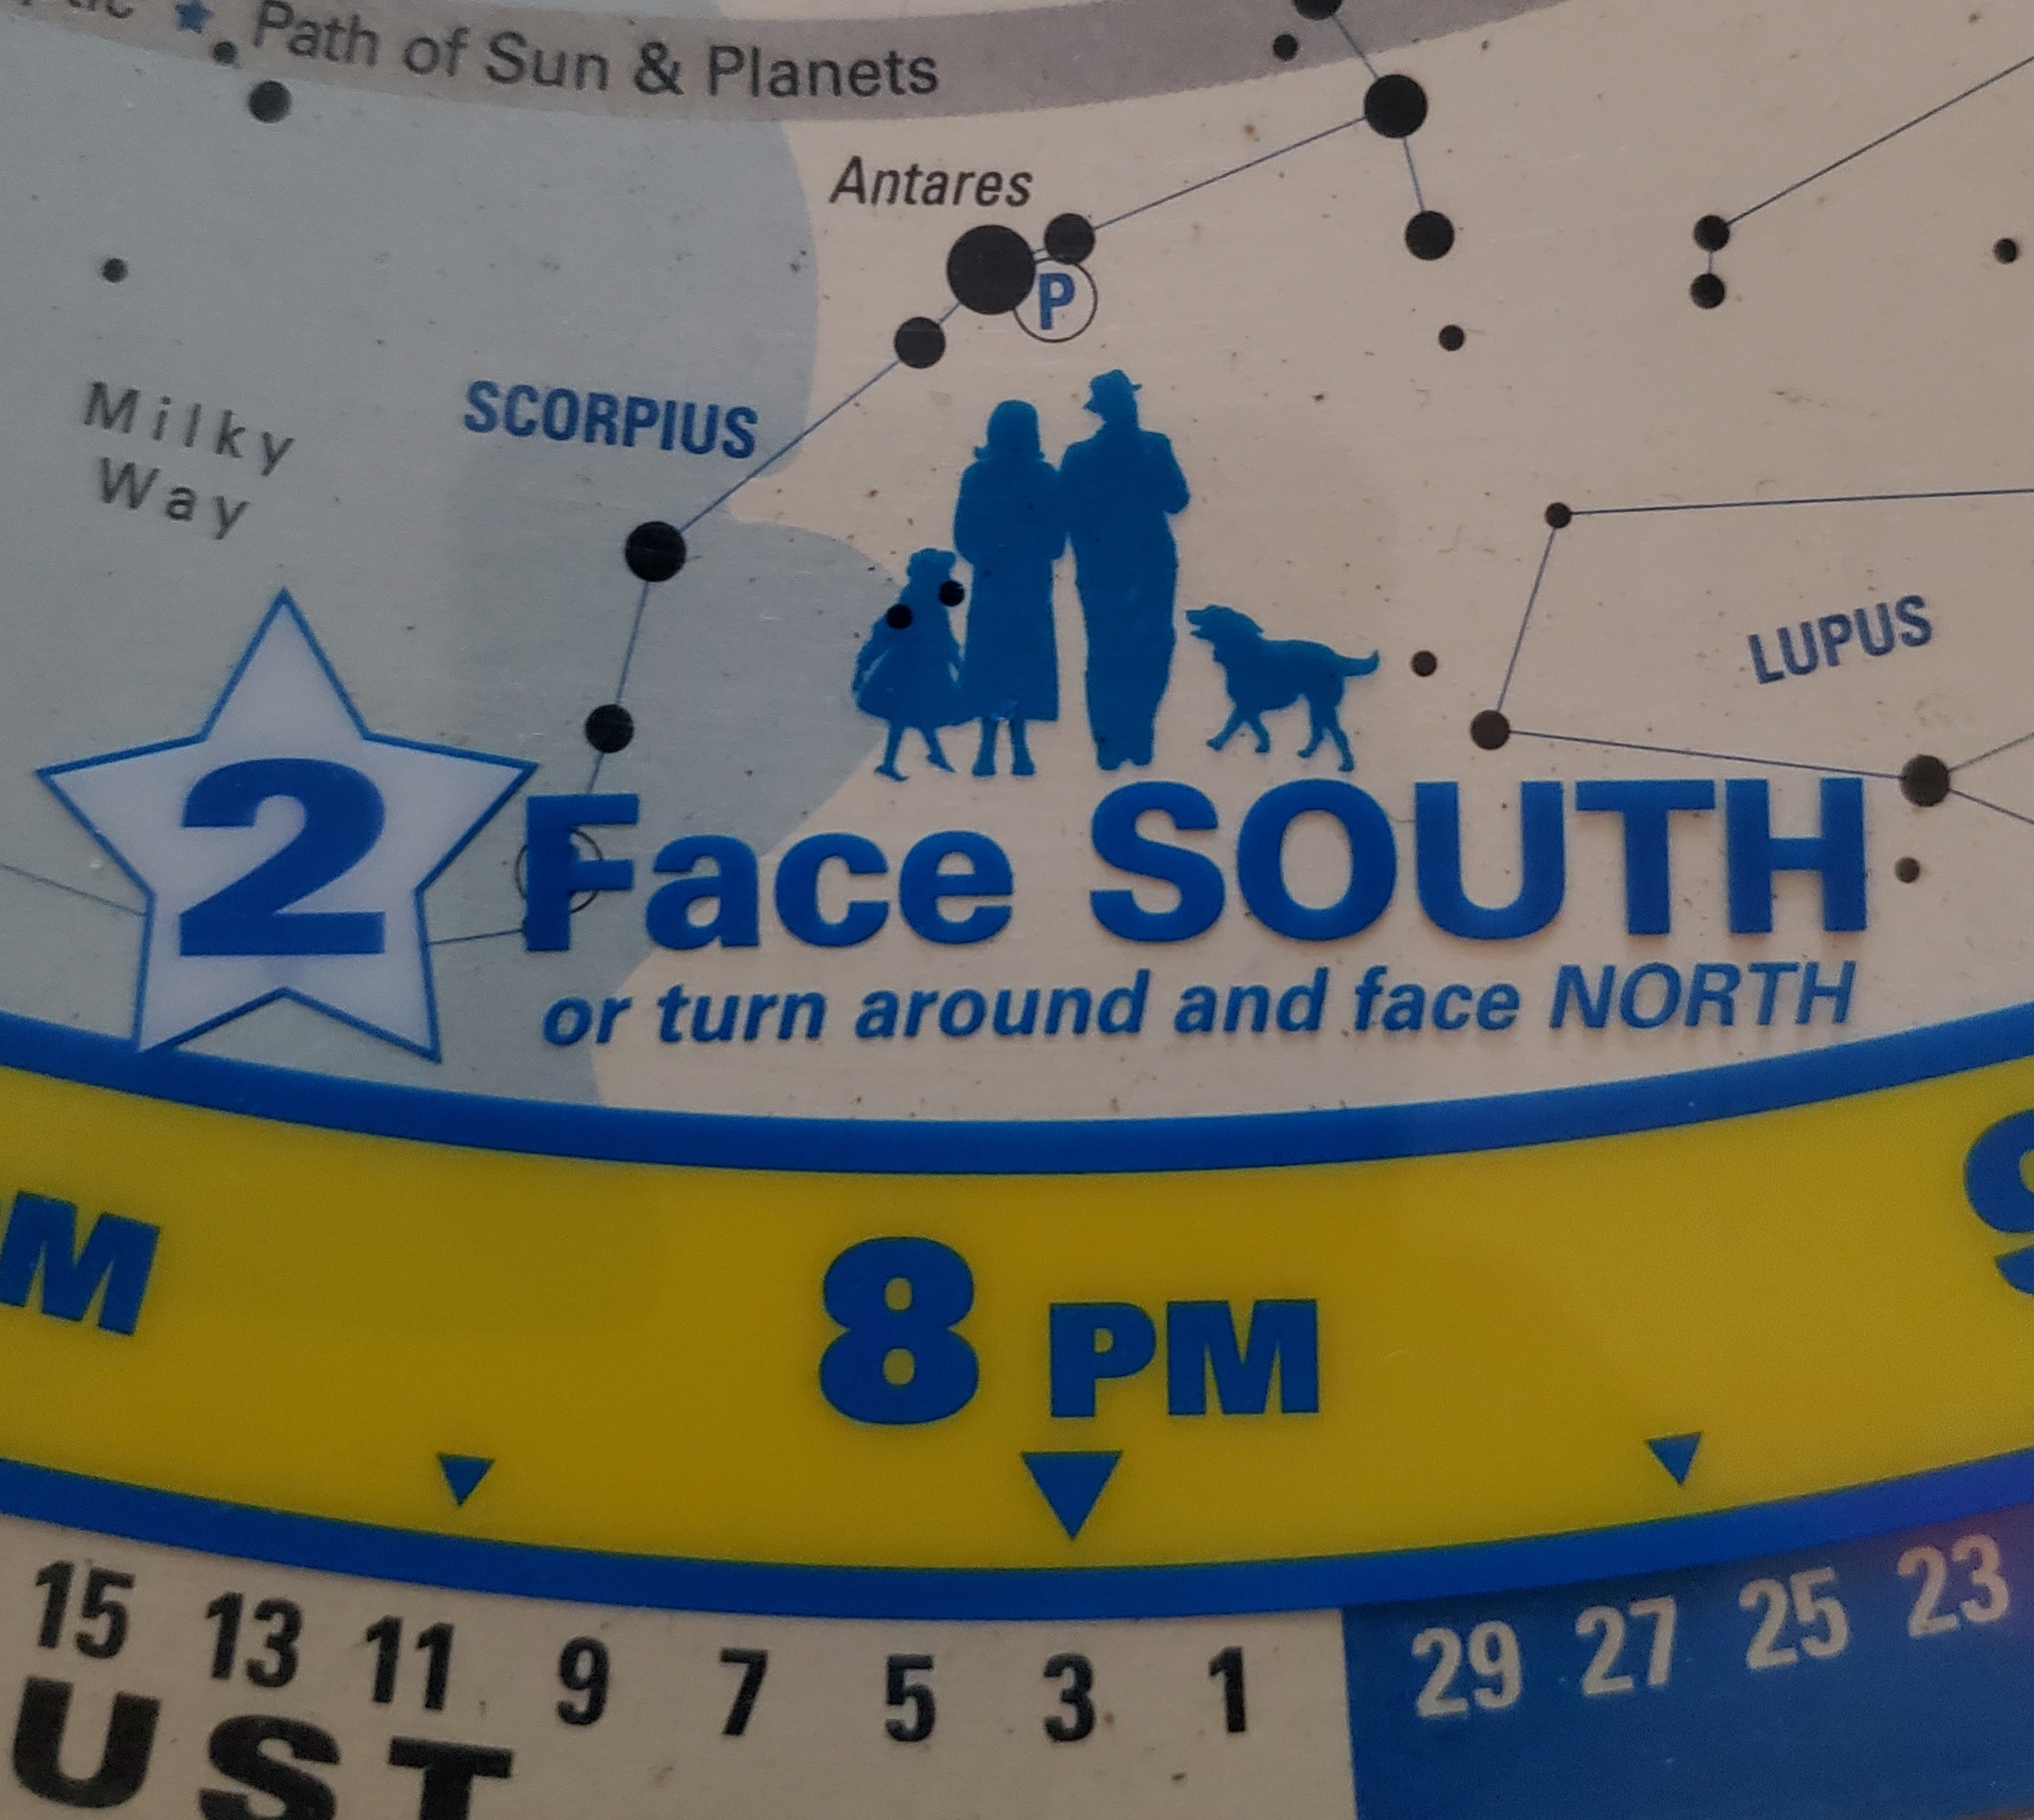 Path of Sun & Planets
Antares
P
SCORPIUS
Milky
Way
LUPUS
2
Face SOUTH
or turn around and face NORTH
8 PM
15 13 11 9 7 5 3 1 29 27 25 23
UST